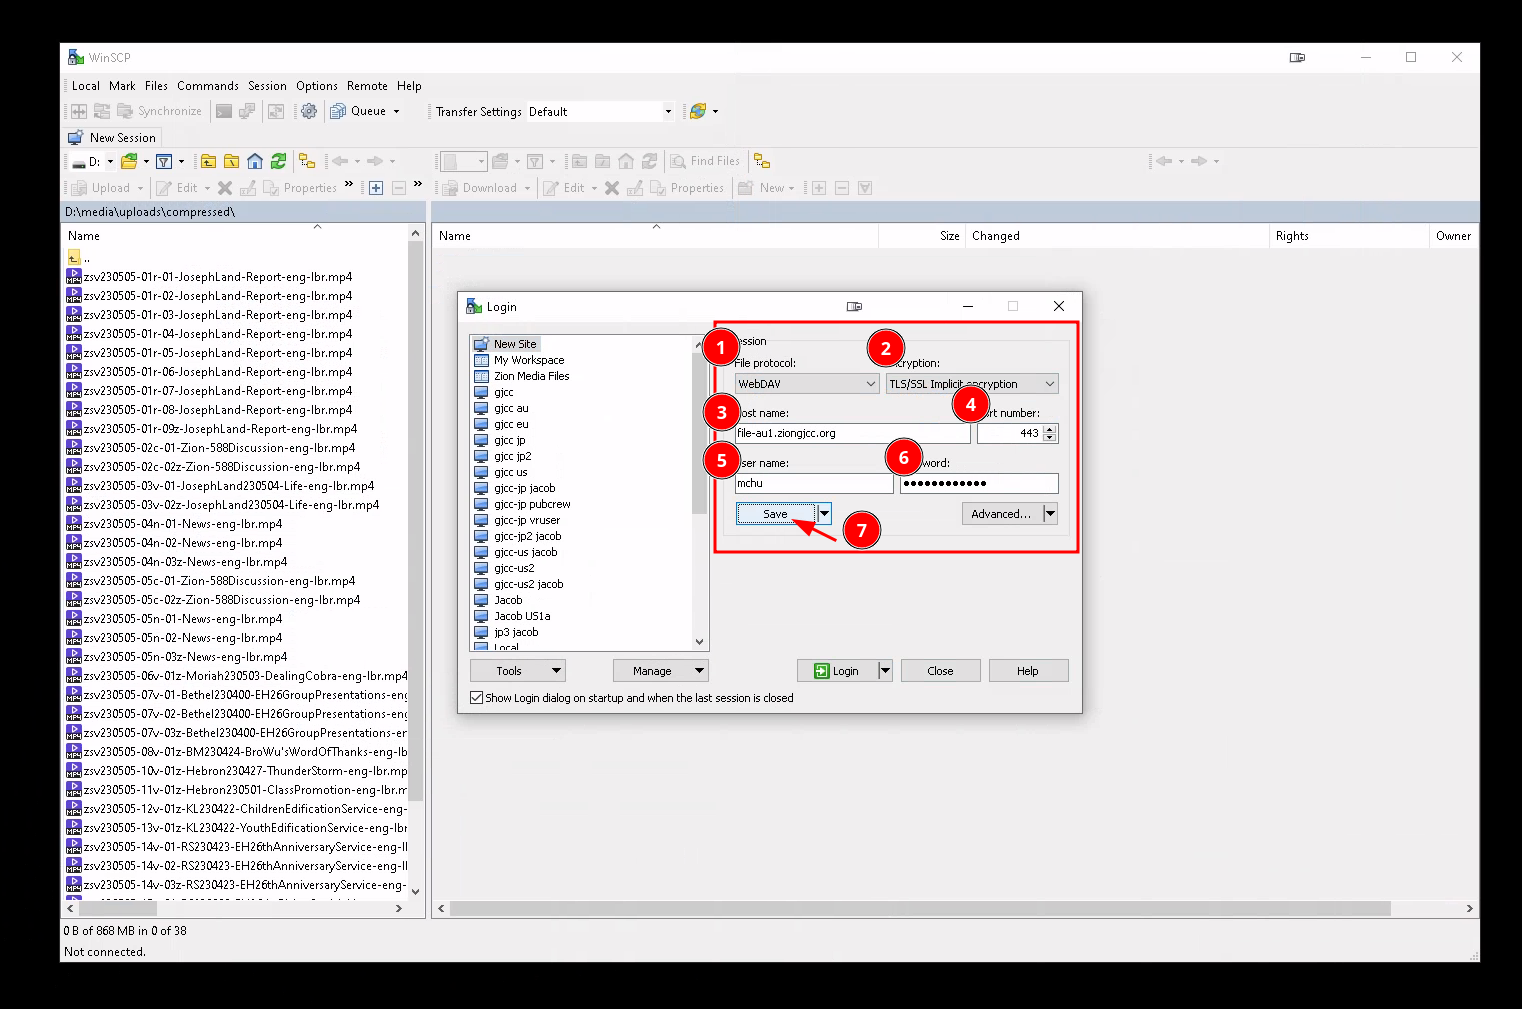 WinSCP
Local Mark Files Commands Session Options Remote Help
Synchronize Queue Transfer Settings Default
New Session
D: Find Files
Upload Edit Properties Download Edit Properties New
D:\media\uploads\compressed\
Name Name Size Changed Rights Owner
..
zsv230505-01r-01-JosephLand-Report-eng-lbr.mp4
zsv230505-01r-02-JosephLand-Report-eng-lbr.mp4
zsv230505-01r-03-JosephLand-Report-eng-lbr.mp4
zsv230505-01r-04-JosephLand-Report-eng-lbr.mp4
zsv230505-01r-05-JosephLand-Report-eng-lbr.mp4
zsv230505-01r-06-JosephLand-Report-eng-lbr.mp4
zsv230505-01r-07-JosephLand-Report-eng-lbr.mp4
zsv230505-01r-08-JosephLand-Report-eng-lbr.mp4
zsv230505-01r-09z-JosephLand-Report-eng-lbr.mp4
zsv230505-02c-01-Zion-588Discussion-eng-lbr.mp4
zsv230505-02c-02z-Zion-588Discussion-eng-lbr.mp4
zsv230505-03v-01-JosephLand230504-Life-eng-lbr.mp4
zsv230505-03v-02z-JosephLand230504-Life-eng-lbr.mp4
zsv230505-04n-01-News-eng-lbr.mp4
zsv230505-04n-02-News-eng-lbr.mp4
zsv230505-04n-03z-News-eng-lbr.mp4
zsv230505-05c-01-Zion-588Discussion-eng-lbr.mp4
zsv230505-05c-02z-Zion-588Discussion-eng-lbr.mp4
zsv230505-05n-01-News-eng-lbr.mp4
zsv230505-05n-02-News-eng-lbr.mp4
zsv230505-05n-03z-News-eng-lbr.mp4
zsv230505-06v-01z-Moriah230503-DealingCobra-eng-lbr.mp4
zsv230505-07v-01-Bethel230400-EH26GroupPresentations-eng
zsv230505-07v-02-Bethel230400-EH26GroupPresentations-eng
zsv230505-07v-03z-Bethel230400-EH26GroupPresentations-er
zsv230505-08v-01z-BM230424-BroWu'sWordOfThanks-eng-lb
zsv230505-10v-01z-Hebron230427-ThunderStorm-eng-lbr.mp
zsv230505-11v-01z-Hebron230501-ClassPromotion-eng-lbr.m
zsv230505-12v-01z-KL230422-ChildrenEdificationService-eng-
zsv230505-13v-01z-KL230422-YouthEdificationService-eng-lbr
zsv230505-14v-01-RS230423-EH26thAnniversaryService-eng-l
zsv230505-14v-02-RS230423-EH26thAnniversaryService-eng-l
zsv230505-14v-03z-RS230423-EH26thAnniversaryService-eng-
0 B of 868 MB in 0 of 38
Not connected.
Login
New Site
My Workspace
Zion Media Files
gjcc
gjcc au
gjcc eu
gjcc jp
gjcc jp2
gjcc us
gjcc-jp jacob
gjcc-jp pubcrew
gjcc-jp vruser
gjcc-jp2 jacob
gjcc-us jacob
gjcc-us2
gjcc-us2 jacob
Jacob
Jacob US1a
jp3 jacob
Local
1 ession 2
File protocol: ncryption:
WebDAV TLS/SSL Implicit encryption
3 ost name: 4 rt number:
file-au1.ziongjcc.org 443
5 ser name: 6 word:
mchu ●●●●●●●●●●●●
Save 7 Advanced...
Tools Manage Login Close Help
Show Login dialog on startup and when the last session is closed